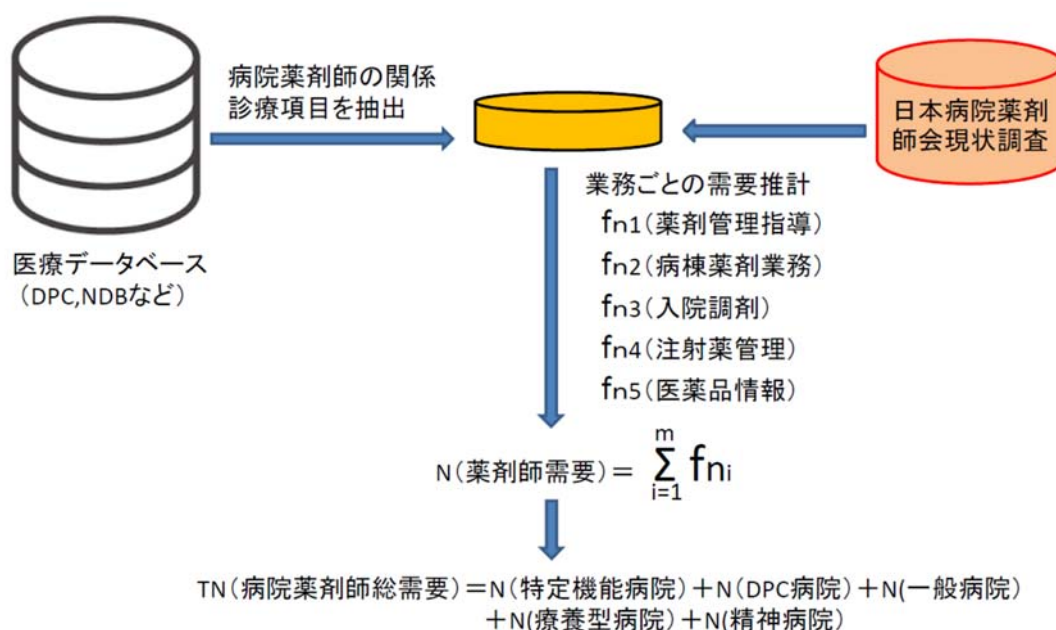 病院薬剤師の関係
診療項目を抽出
日本病院薬剤
師会現状調査
医療データベース
(DPC,NDBなど)
業務ごとの需要推計
fn1(薬剤管理指導)
fn2(病棟薬剤業務)
fn3(入院調剤)
fn4(注射薬管理)
fn5(医薬品情報)
N(薬剤師需要)= m Σ i=1 fni
TN(病院薬剤師総需要)=N(特定機能病院)+N(DPC病院)+N(一般病院)
+N(療養型病院)+N(精神病院)